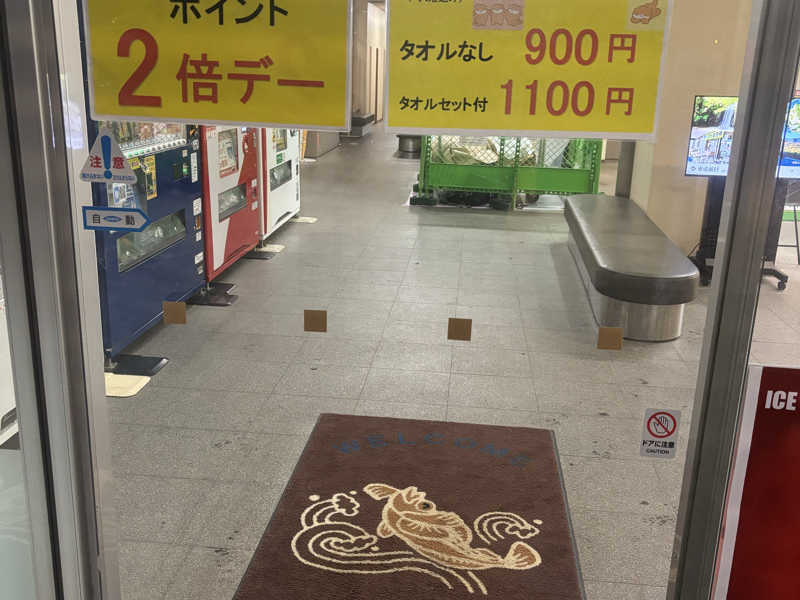 ポイント
2倍デー
タオルなし 900円
タオルセット付 1100円
注意
自動
ドアに注意
CAUTION
ICE